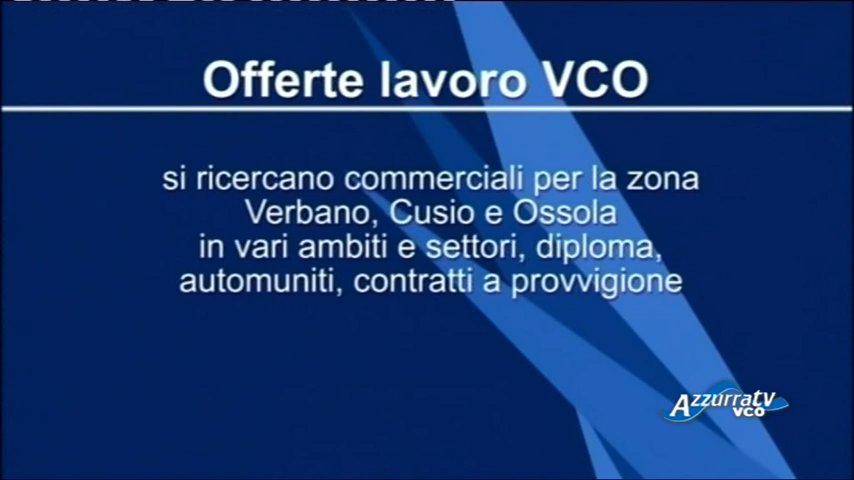 Offerte lavoro VCO
si ricercano commerciali per la zona
Verbano, Cusio e Ossola
in vari ambiti e settori, diploma,
automuniti, contratti a provvigione
Azzurratv
VCO